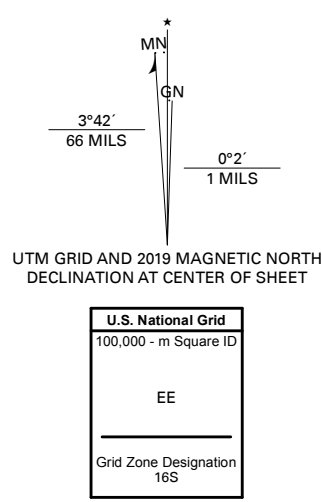 MN
GN
3°42´
66 MILS
0°2´
1 MILS
UTM GRID AND 2019 MAGNETIC NORTH
DECLINATION AT CENTER OF SHEET
U.S. National Grid
100,000 - m Square ID
EE
Grid Zone Designation
16S